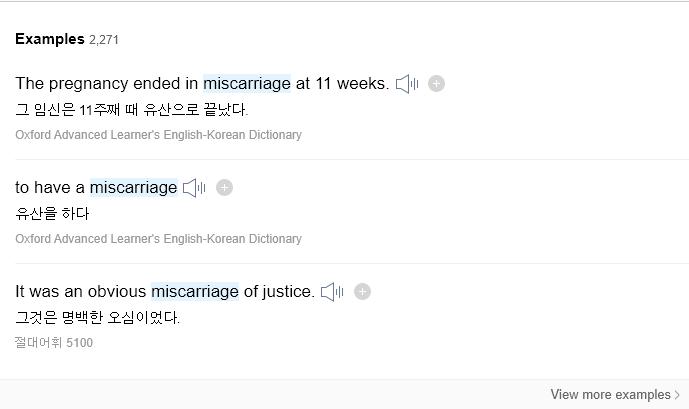 Examples 2,271
The pregnancy ended in miscarriage at 11 weeks.
그 임신은 11주째 때 유산으로 끝났다.
Oxford Advanced Learner's English-Korean Dictionary
to have a miscarriage
유산을 하다
Oxford Advanced Learner's English-Korean Dictionary
It was an obvious miscarriage of justice.
그것은 명백한 오심이었다.
절대어휘 5100
View more examples